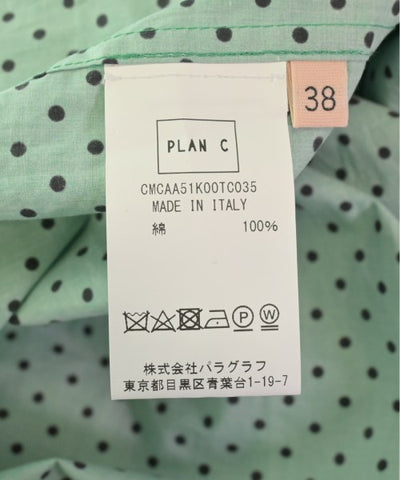 38
PLAN C
CMCAA51K00TC035
MADE IN ITALY
綿 100%
P W
株式会社パラグラフ
東京都目黒区青葉台1-19-7